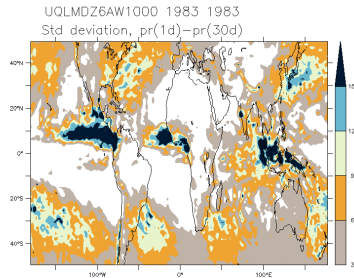 UQLMDZ6AW1000 1983 1983
Std deviation, pr(1d)-pr(30d)
40°N
20°N
0°
20°S
40°S
100°W
0°
100°E
15
12
9
6
3